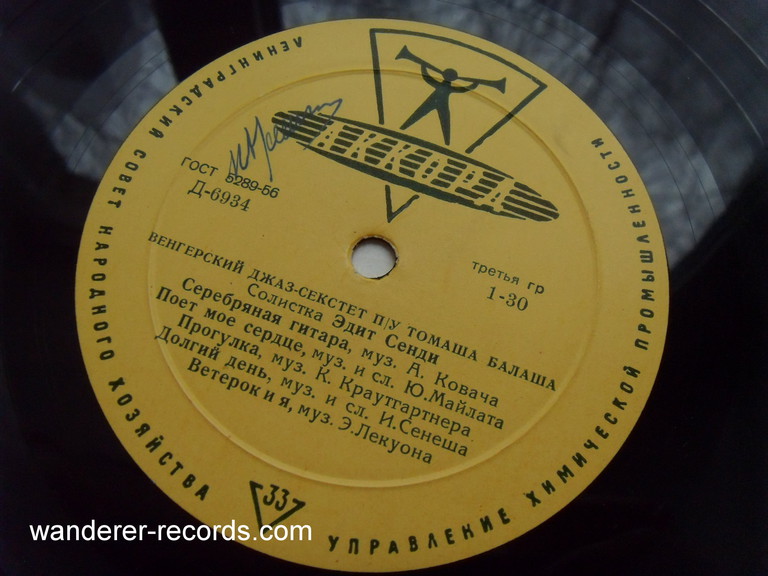 ЛЕНИНГРАДСКИЙ СОВЕТ НАРОДНОГО ХОЗЯЙСТВА
УПРАВЛЕНИЕ ХИМИЧЕСКОЙ ПРОМЫШЛЕННОСТИ
АККОРД
ГОСТ 5289-56
Д-6934
третья гр
1-30
ВЕНГЕРСКИЙ ДЖАЗ-СЕКСТЕТ П/У ТОМАША БАЛАША
Солистка Эдит Сенди
Серебряная гитара, муз. А. Ковача
Поет мое сердце, муз. и сл. Ю.Майлата
Прогулка, муз. К. Краутгартнера
Долгий день, муз. и сл. И.Сенеша
Ветерок и я, муз. Э.Лекуона
33
wanderer-records.com